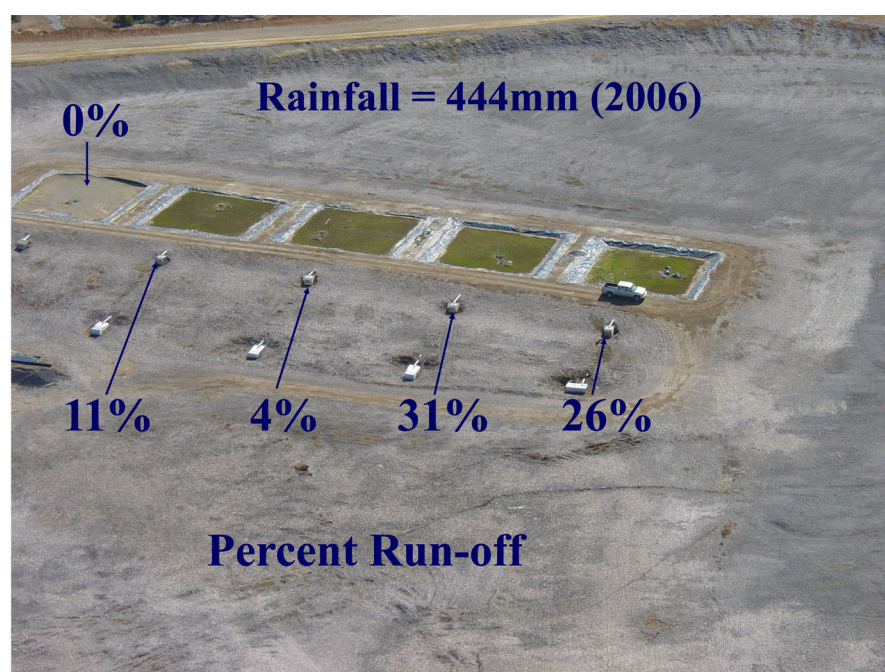 Rainfall = 444mm (2006)
0%
11%
4%
31%
26%
Percent Run-off